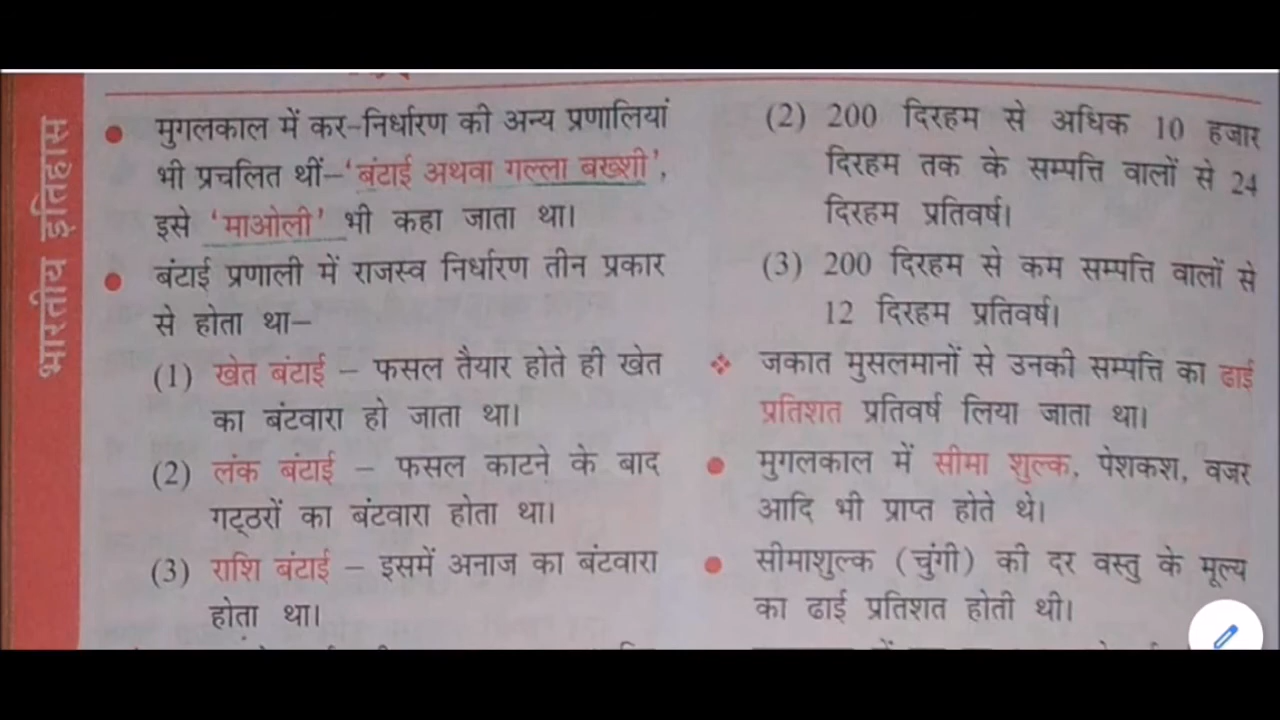 भारतीय इतिहास
● मुगलकाल में कर-निर्धारण की अन्य प्रणालियां
भी प्रचलित थीं–'बंटाई अथवा गल्ला बख्शी',
इसे 'माओली' भी कहा जाता था।
● बंटाई प्रणाली में राजस्व निर्धारण तीन प्रकार
से होता था–
(1) खेत बंटाई – फसल तैयार होते ही खेत
का बंटवारा हो जाता था।
(2) लंक बंटाई – फसल काटने के बाद
गट्ठरों का बंटवारा होता था।
(3) राशि बंटाई – इसमें अनाज का बंटवारा
होता था।
(2) 200 दिरहम से अधिक 10 हजार
दिरहम तक के सम्पत्ति वालों से 24
दिरहम प्रतिवर्ष।
(3) 200 दिरहम से कम सम्पत्ति वालों से
12 दिरहम प्रतिवर्ष।
❖ जकात मुसलमानों से उनकी सम्पत्ति का ढाई
प्रतिशत प्रतिवर्ष लिया जाता था।
● मुगलकाल में सीमा शुल्क, पेशकश, वजर
आदि भी प्राप्त होते थे।
● सीमाशुल्क (चुंगी) की दर वस्तु के मूल्य
का ढाई प्रतिशत होती थी।